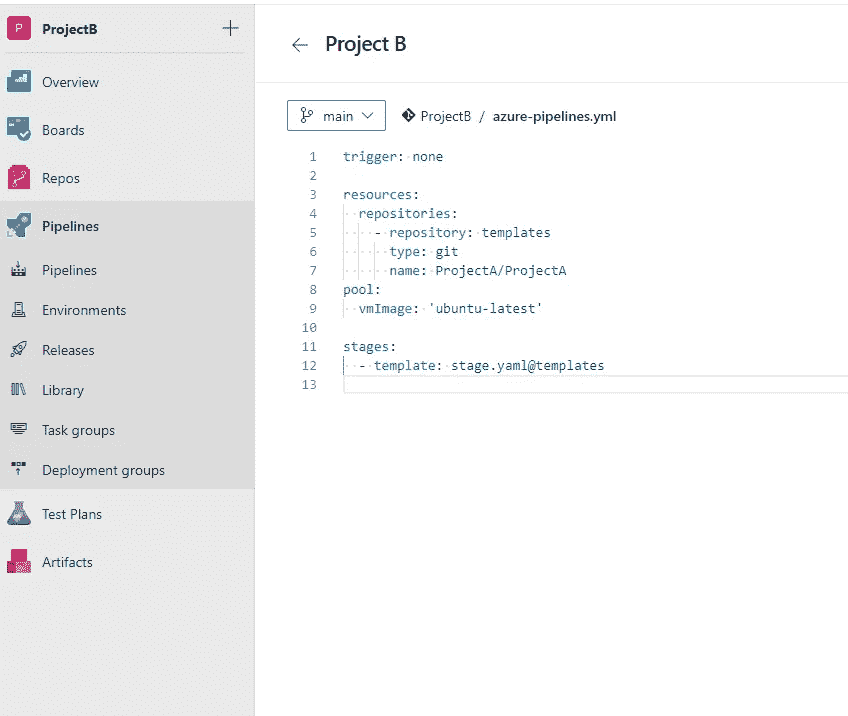 P ProjectB +
Overview
Boards
Repos
Pipelines
Pipelines
Environments
Releases
Library
Task groups
Deployment groups
Test Plans
Artifacts
← Project B
main ProjectB / azure-pipelines.yml
1 trigger: none
2
3 resources:
4   repositories:
5     - repository: templates
6       type: git
7       name: ProjectA/ProjectA
8 pool:
9   vmImage: 'ubuntu-latest'
10
11 stages:
12   - template: stage.yaml@templates
13